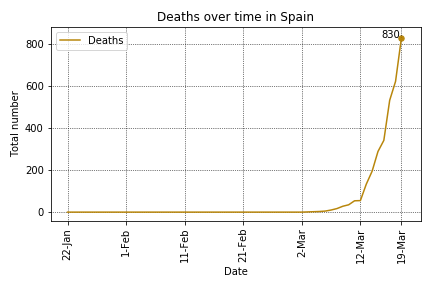 Deaths over time in Spain
830
Deaths
800
600
400
200
0
Total number
22-Jan
1-Feb
11-Feb
21-Feb
2-Mar
12-Mar
19-Mar
Date